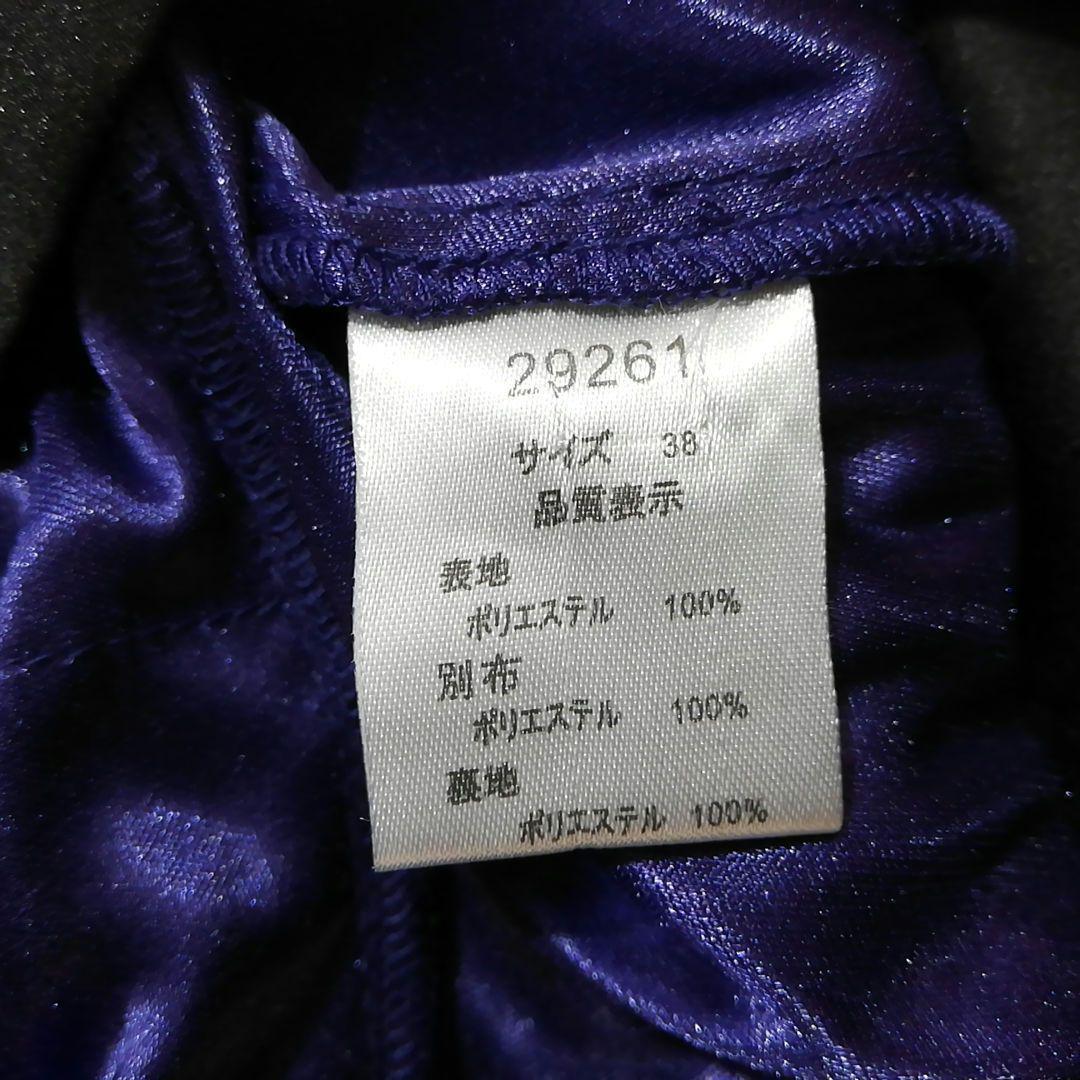 29261
サイズ 38
品質表示
表地
ポリエステル 100%
別布
ポリエステル 100%
裏地
ポリエステル 100%